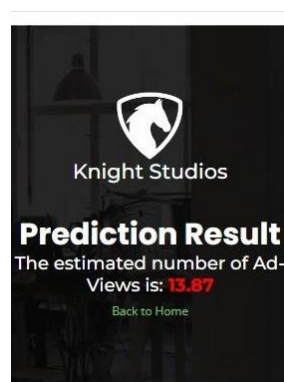 Knight Studios
Prediction Result
The estimated number of Ad-
Views is: 13.87
Back to Home